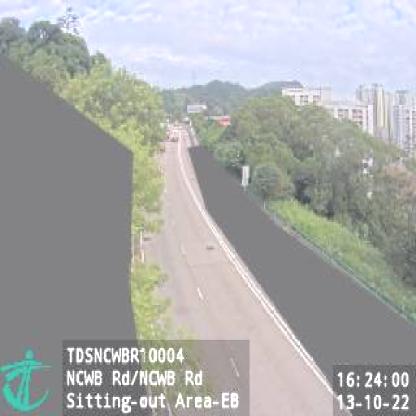 TDSNCWBR10004
NCWB Rd/NCWB Rd
Sitting-out Area-EB
16:24:00
13-10-22